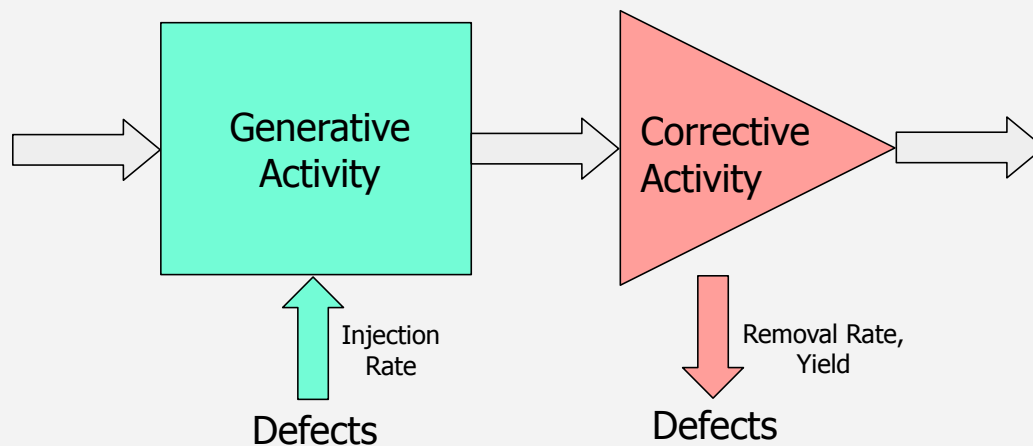 Generative
Activity
Corrective
Activity
Injection
Rate
Removal Rate,
Yield
Defects
Defects